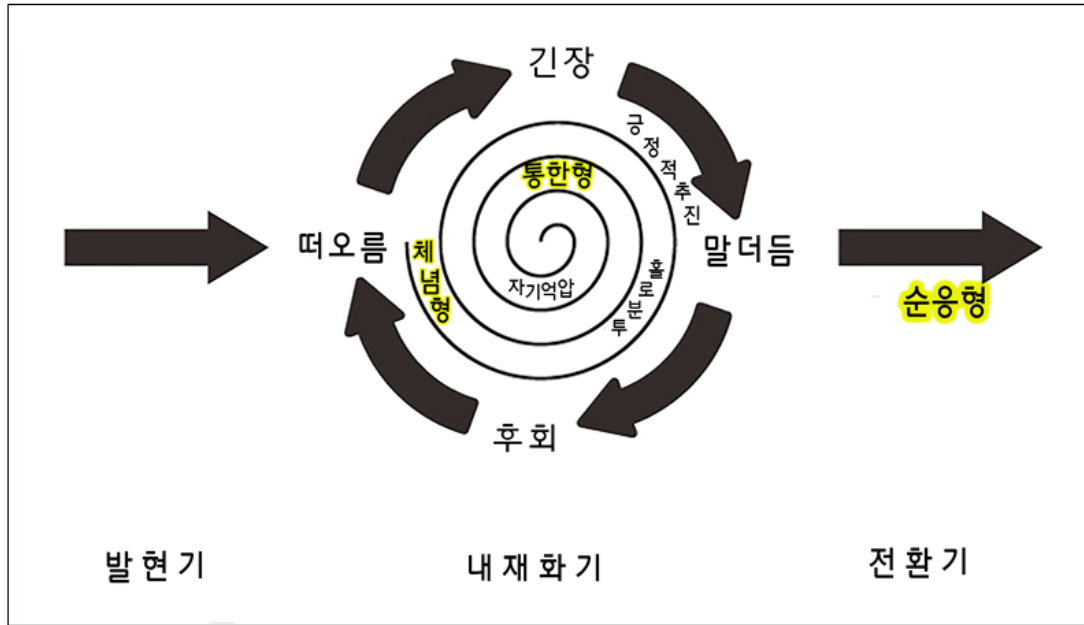 긴장
긍정적추진
통한형
떠오름
체념형
자기억압
홀로분투
말더듬
순응형
후회
발현기
내재화기
전환기